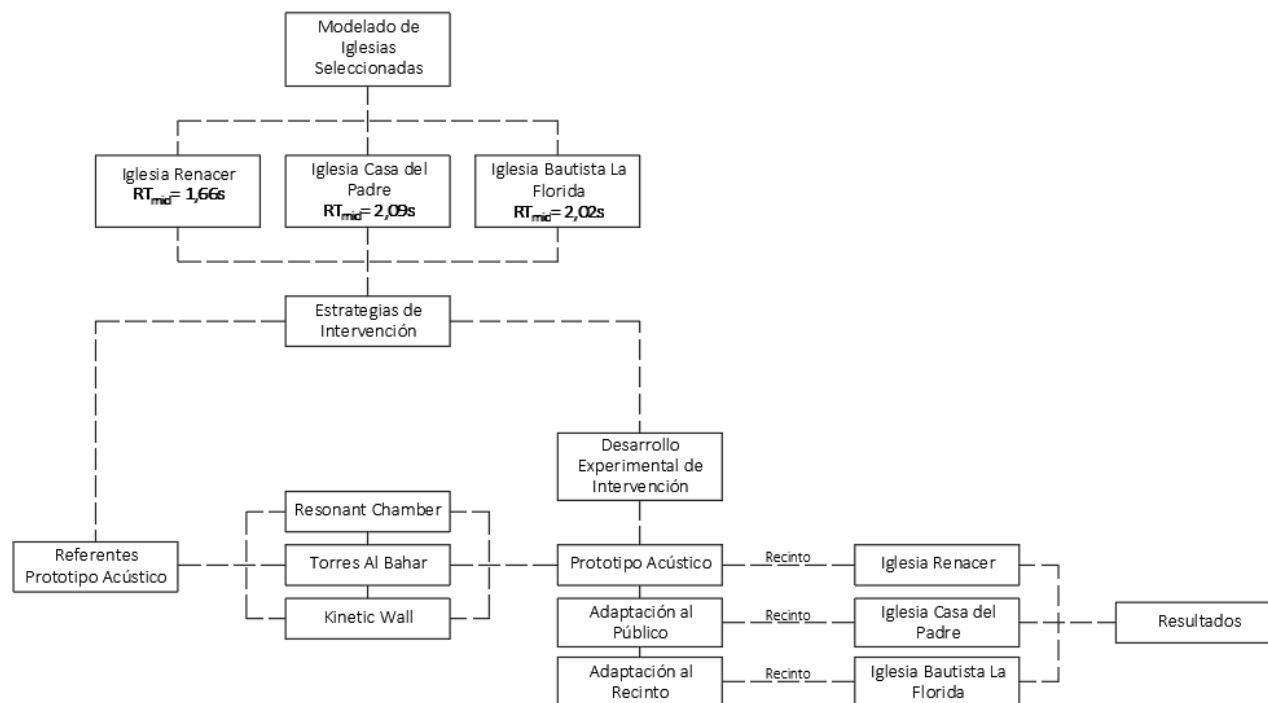 Modelado de
Iglesias
Seleccionadas
Iglesia Renacer
RTmid= 1,66s
Iglesia Casa del
Padre
RTmid= 2,09s
Iglesia Bautista La
Florida
RTmid= 2,02s
Estrategias de
Intervención
Desarrollo
Experimental de
Intervención
Referentes
Prototipo Acústico
Resonant Chamber
Torres Al Bahar
Kinetic Wall
Prototipo Acústico
Recinto
Iglesia Renacer
Adaptación al
Público
Recinto
Iglesia Casa del
Padre
Adaptación al
Recinto
Recinto
Iglesia Bautista La
Florida
Resultados